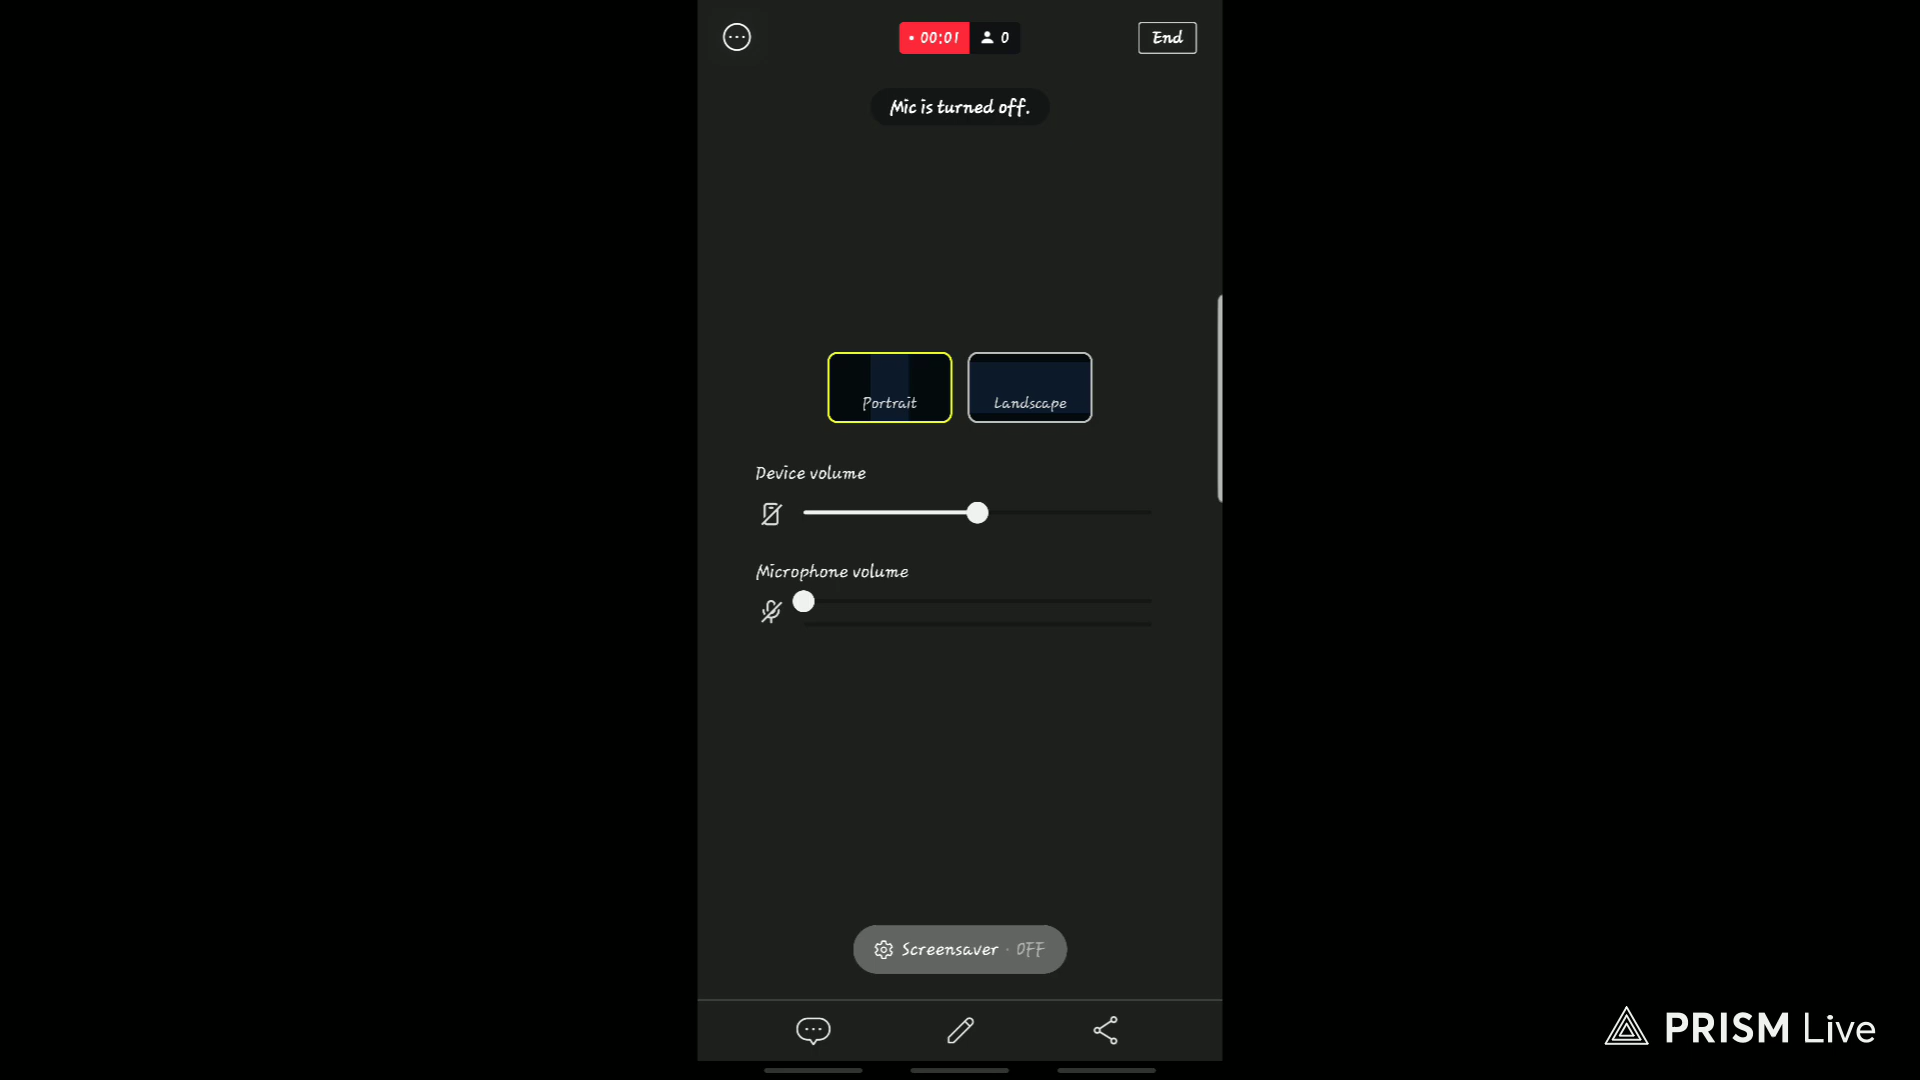 • 00:01 0
End
Mic is turned off.
Portrait
Landscape
Device volume
Microphone volume
Screensaver · OFF
PRISM Live